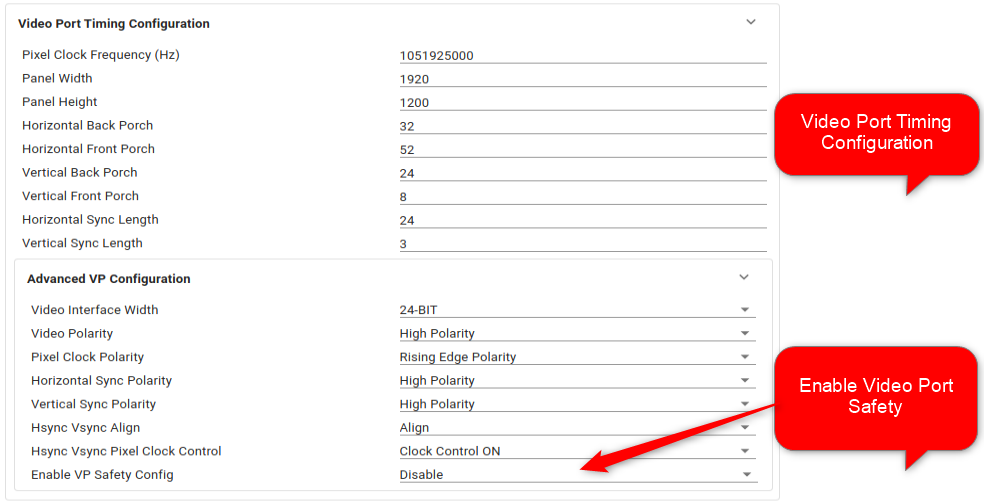 Video Port Timing Configuration
Pixel Clock Frequency (Hz) 1051925000
Panel Width 1920
Panel Height 1200
Horizontal Back Porch 32
Horizontal Front Porch 52
Vertical Back Porch 24
Vertical Front Porch 8
Horizontal Sync Length 24
Vertical Sync Length 3
Advanced VP Configuration
Video Interface Width 24-BIT
Video Polarity High Polarity
Pixel Clock Polarity Rising Edge Polarity
Horizontal Sync Polarity High Polarity
Vertical Sync Polarity High Polarity
Hsync Vsync Align Align
Hsync Vsync Pixel Clock Control Clock Control ON
Enable VP Safety Config Disable
Video Port Timing
Configuration
Enable Video Port
Safety